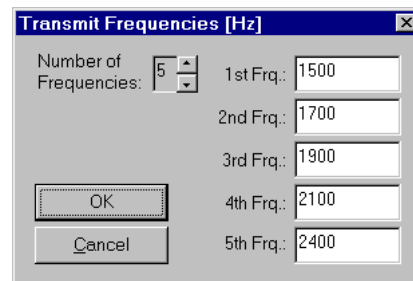 Transmit Frequencies [Hz]
Number of Frequencies: 5
1st Frq.: 1500
2nd Frq.: 1700
3rd Frq.: 1900
4th Frq.: 2100
5th Frq.: 2400
OK
Cancel